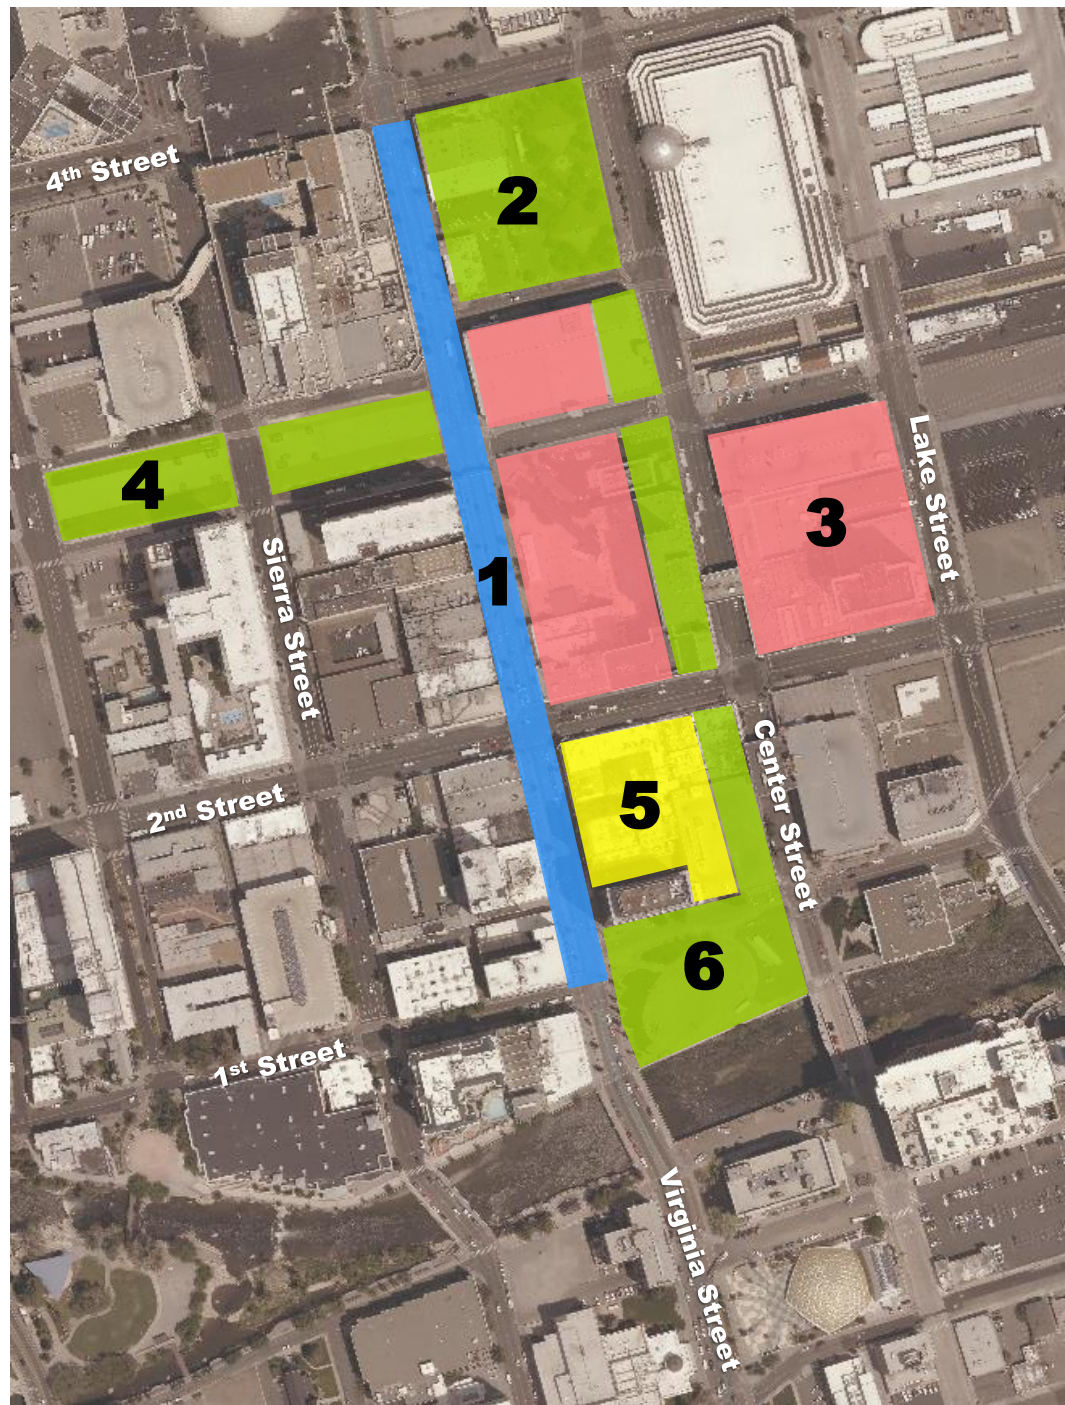 4th Street
2
Lake Street
4
3
Sierra Street
1
Center Street
5
2nd Street
6
1st Street
Virginia Street